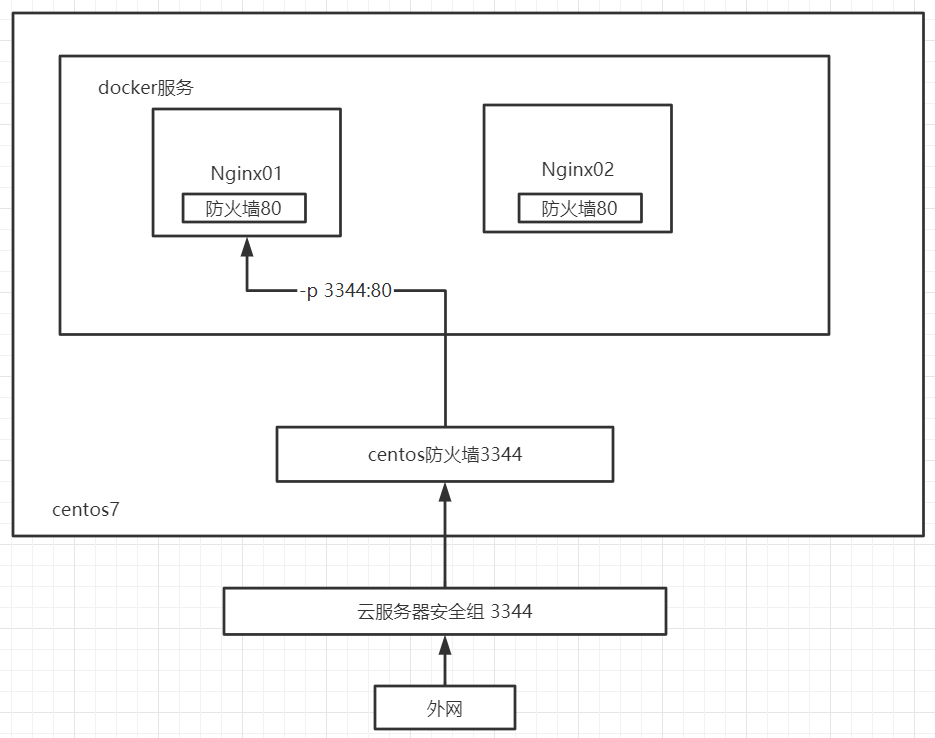 docker服务
Nginx01
防火墙80
Nginx02
防火墙80
-p 3344:80
centos防火墙3344
centos7
云服务器安全组 3344
外网